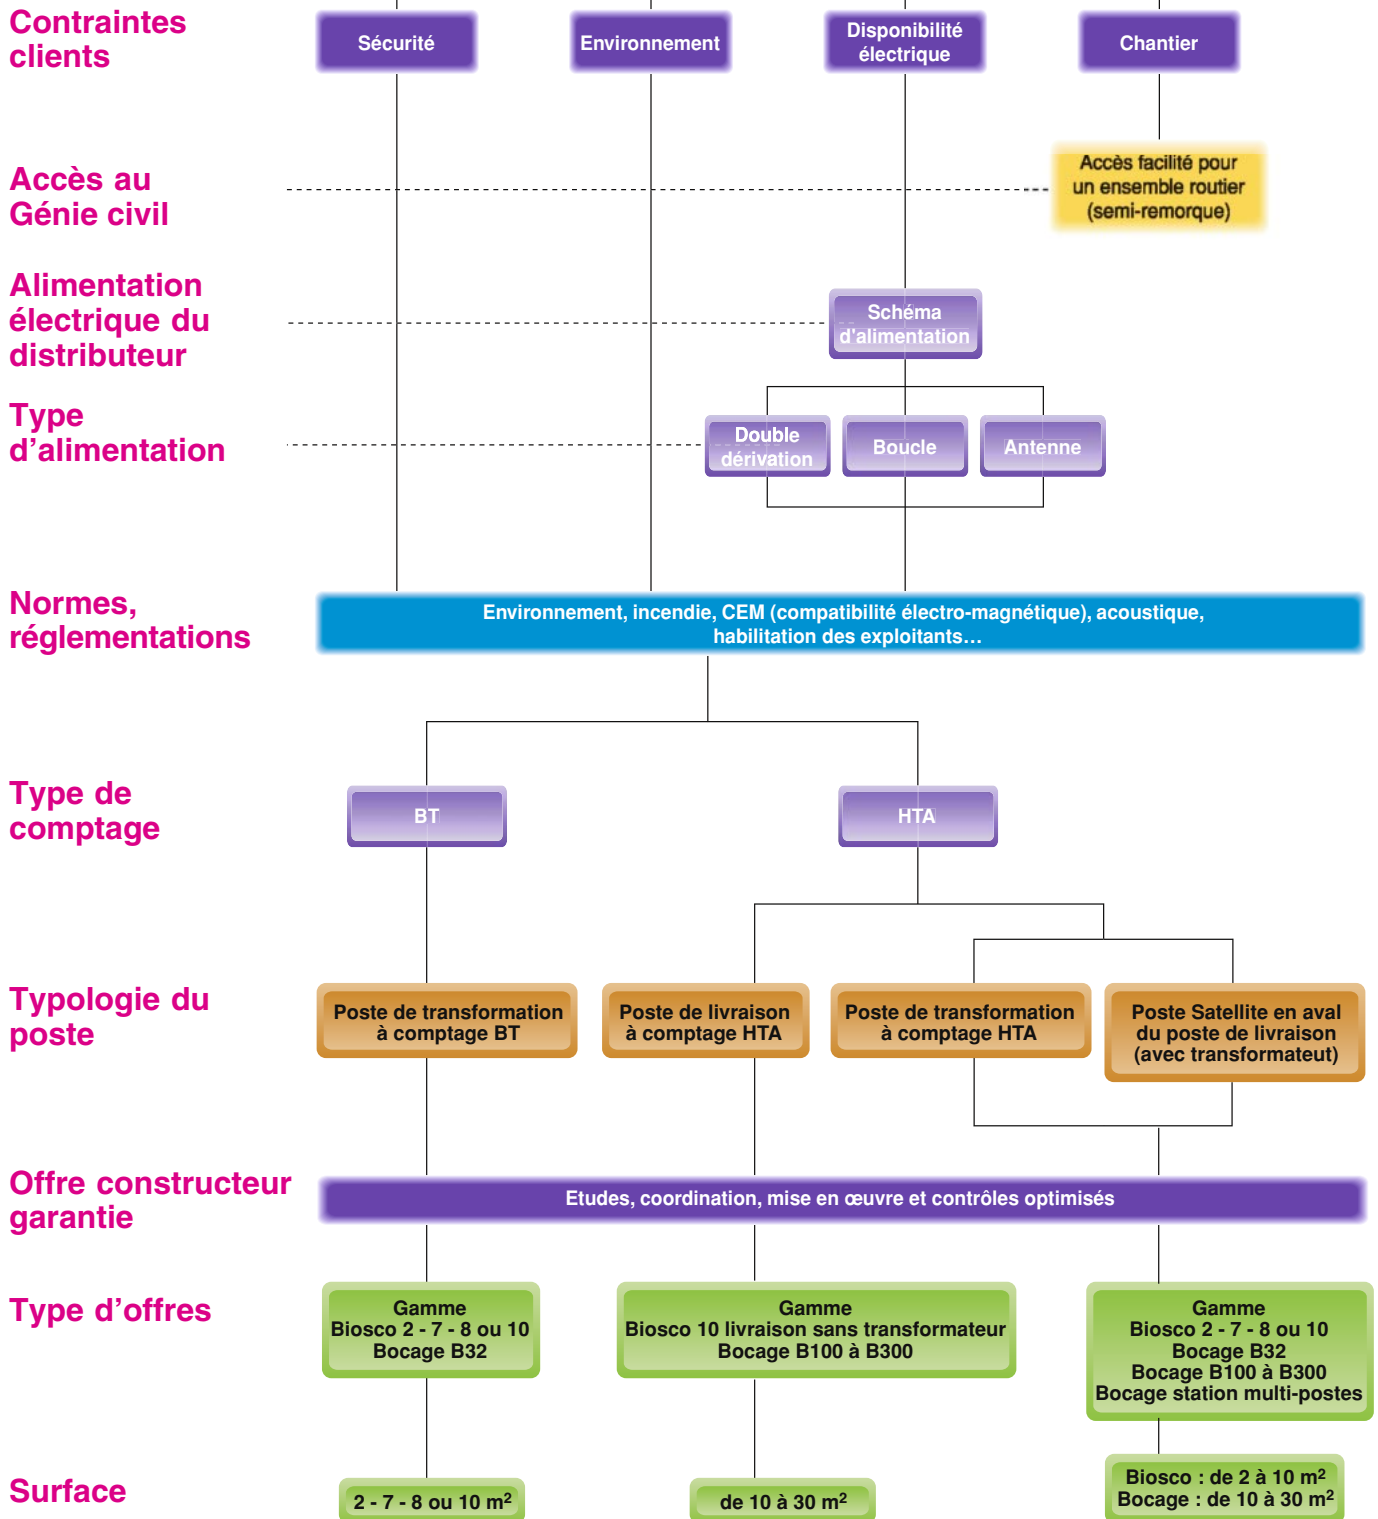 Contraintes
clients
Sécurité
Environnement
Disponibilité
électrique
Chantier
Accès au
Génie civil
Accès facilité pour
un ensemble routier
(semi-remorque)
Alimentation
électrique du
distributeur
Schéma
d'alimentation
Type
d’alimentation
Double
dérivation
Boucle
Antenne
Normes,
réglementations
Environnement, incendie, CEM (compatibilité électro-magnétique), acoustique,
habilitation des exploitants…
Type de
comptage
BT
HTA
Typologie du
poste
Poste de transformation
à comptage BT
Poste de livraison
à comptage HTA
Poste de transformation
à comptage HTA
Poste Satellite en aval
du poste de livraison
(avec transformateut)
Offre constructeur
garantie
Etudes, coordination, mise en œuvre et contrôles optimisés
Type d’offres
Gamme
Biosco 2 - 7 - 8 ou 10
Bocage B32
Gamme
Biosco 10 livraison sans transformateur
Bocage B100 à B300
Gamme
Biosco 2 - 7 - 8 ou 10
Bocage B32
Bocage B100 à B300
Bocage station multi-postes
Surface
2 - 7 - 8 ou 10 m²
de 10 à 30 m²
Biosco : de 2 à 10 m²
Bocage : de 10 à 30 m²